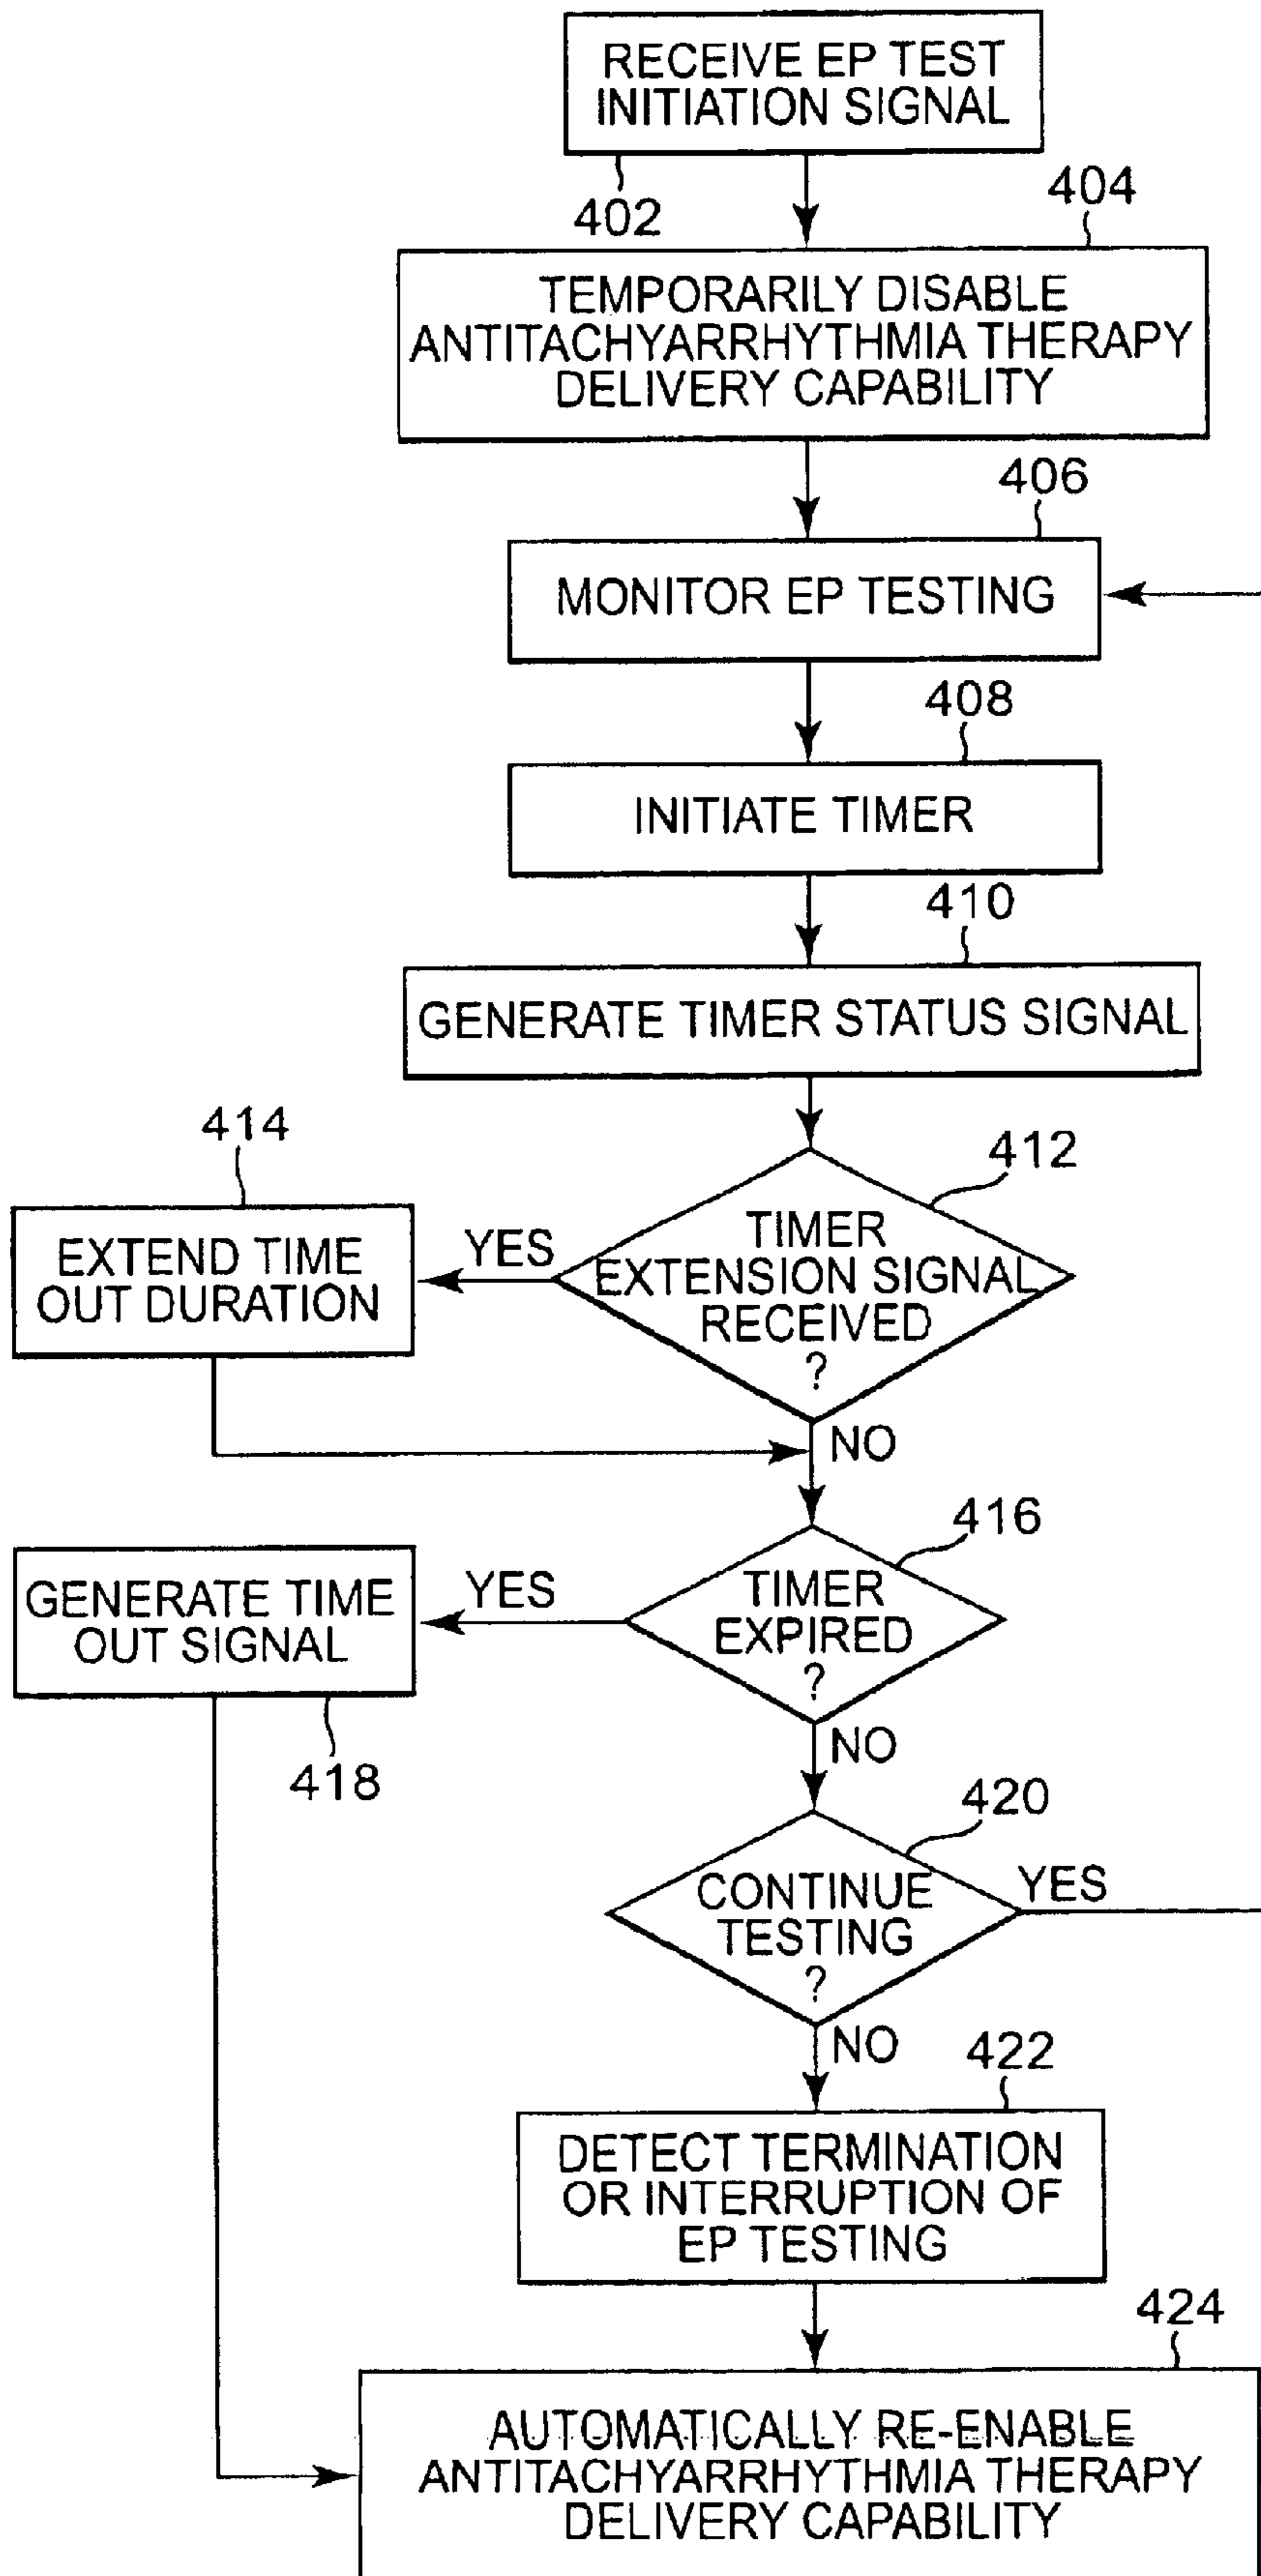 RECEIVE EP TEST
INITIATION SIGNAL
402
404
TEMPORARILY DISABLE
ANTITACHYARRHYTHMIA THERAPY
DELIVERY CAPABILITY
406
MONITOR EP TESTING
408
INITIATE TIMER
410
GENERATE TIMER STATUS SIGNAL
412
TIMER
EXTENSION SIGNAL
RECEIVED
?
YES
414
EXTEND TIME
OUT DURATION
NO
416
TIMER
EXPIRED
?
YES
GENERATE TIME
OUT SIGNAL
418
NO
420
CONTINUE
TESTING
?
YES
NO
422
DETECT TERMINATION
OR INTERRUPTION OF
EP TESTING
424
AUTOMATICALLY RE-ENABLE
ANTITACHYARRHYTHMIA THERAPY
DELIVERY CAPABILITY